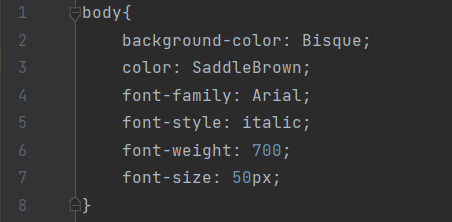 1 body{
2 background-color: Bisque;
3 color: SaddleBrown;
4 font-family: Arial;
5 font-style: italic;
6 font-weight: 700;
7 font-size: 50px;
8 }